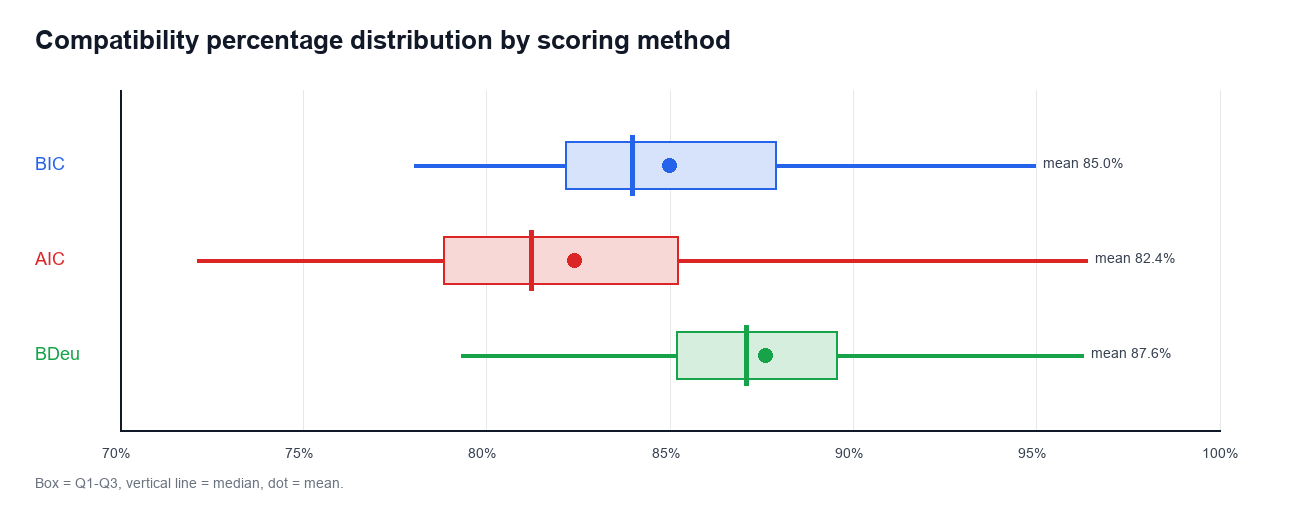 Compatibility percentage distribution by scoring method
BIC
mean 85.0%
AIC
mean 82.4%
BDeu
mean 87.6%
70% 75% 80% 85% 90% 95% 100%
Box = Q1-Q3, vertical line = median, dot = mean.